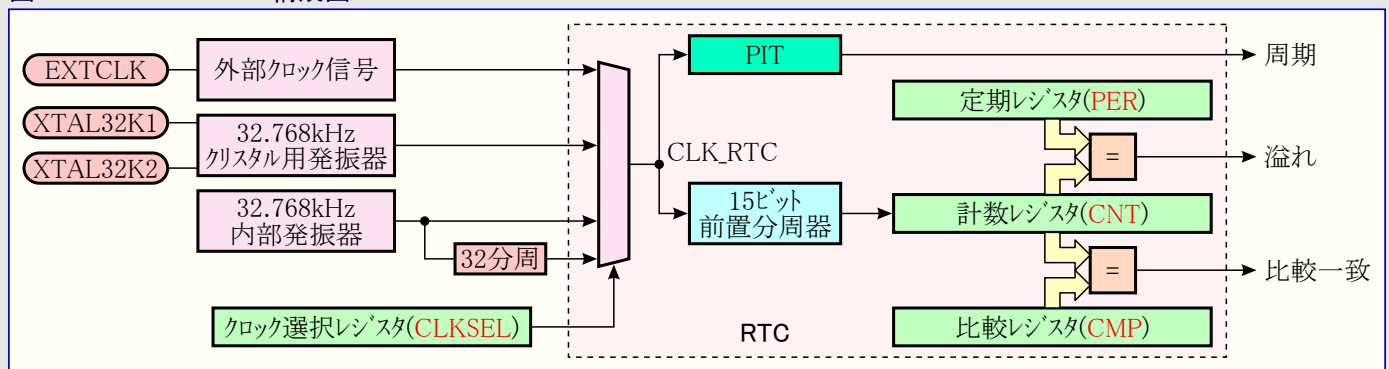 構成図
EXTCLK
外部クロック信号
XTAL32K1
XTAL32K2
32.768kHz
クリスタル用発振器
32.768kHz
内部発振器
32分周
クロック選択レジスタ(CLKSEL)
CLK_RTC
PIT
15ビット
前置分周器
定期レジスタ(PER)
=
計数レジスタ(CNT)
=
比較レジスタ(CMP)
RTC
周期
溢れ
比較一致